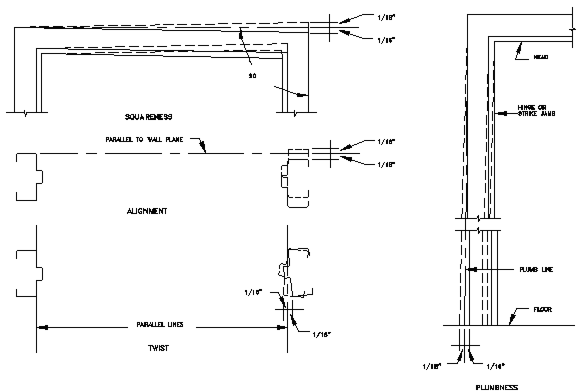 1/16"
1/16"
90
SQUARENESS
PARALLEL TO WALL PLANE
1/16"
1/16"
ALIGNMENT
1/16"
1/16"
PARALLEL LINES
TWIST
HEAD
HINGE OR
STRIKE JAMB
PLUMB LINE
FLOOR
1/16"
1/16"
PLUMBNESS